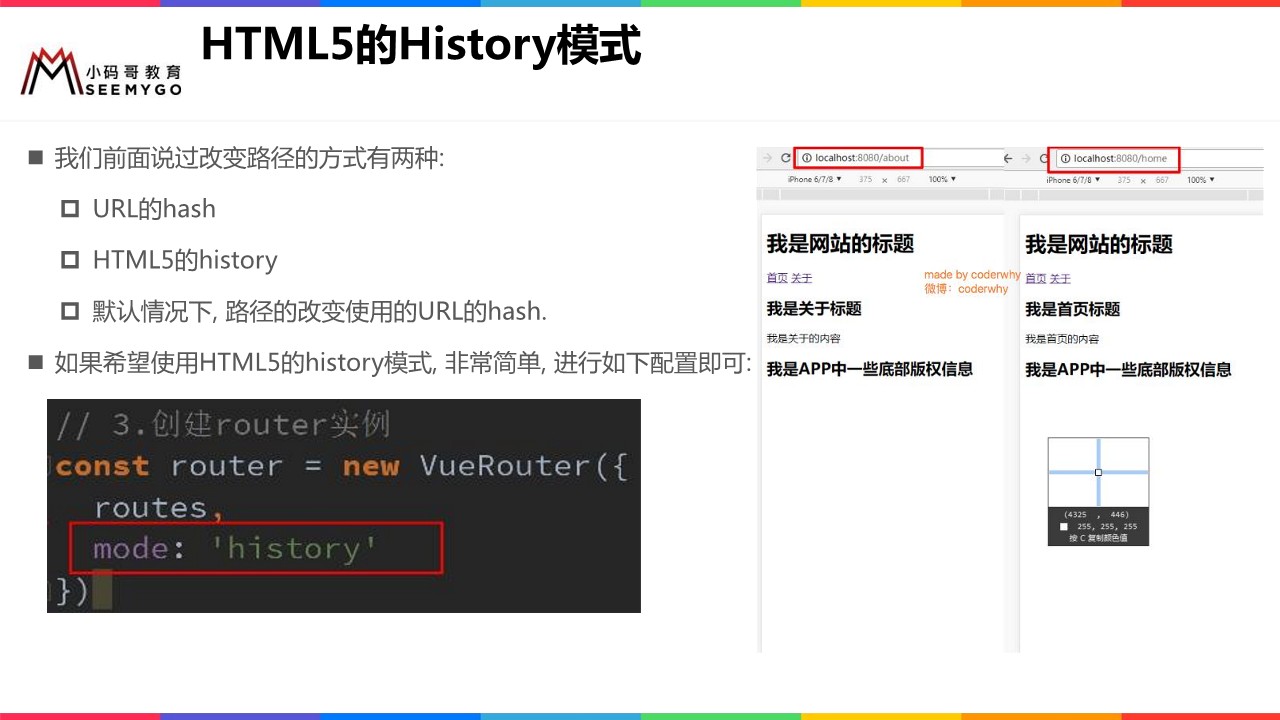 HTML5的History模式
小码哥教育
SEEMYGO
我们前面说过改变路径的方式有两种:
URL的hash
HTML5的history
默认情况下, 路径的改变使用的URL的hash.
如果希望使用HTML5的history模式, 非常简单, 进行如下配置即可:
// 3.创建router实例
const router = new VueRouter({
routes,
mode: 'history'
})
localhost:8080/about
iPhone 6/7/8 ▼ 375 x 667 100% ▼
我是网站的标题
首页 关于
我是关于标题
我是关于的内容
我是APP中一些底部版权信息
made by coderwhy
微博：coderwhy
localhost:8080/home
iPhone 6/7/8 ▼ 375 x 667 100% ▼
我是网站的标题
首页 关于
我是首页标题
我是首页的内容
我是APP中一些底部版权信息
(4325 , 446)
255, 255, 255
按 C 复制颜色值